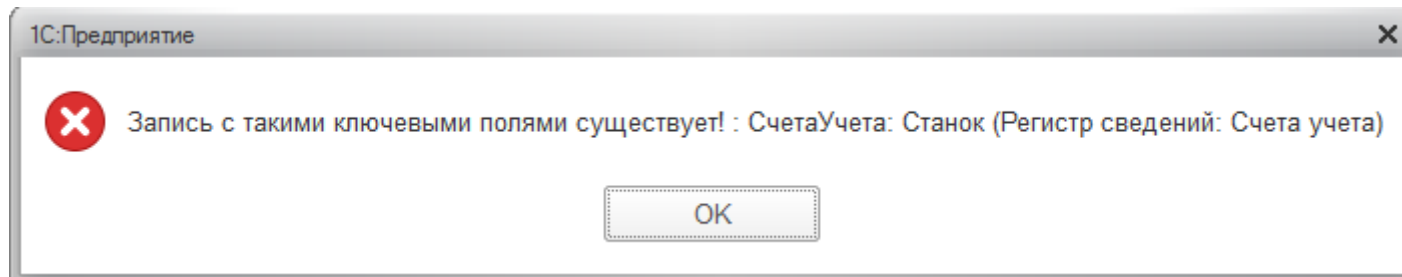 1С:Предприятие
Запись с такими ключевыми полями существует! : СчетаУчета: Станок (Регистр сведений: Счета учета)
OK